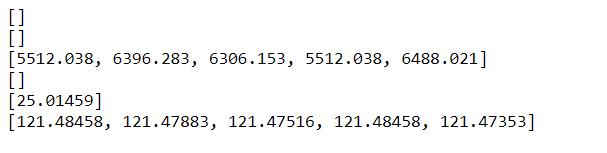 []
[]
[5512.038, 6396.283, 6306.153, 5512.038, 6488.021]
[]
[25.01459]
[121.48458, 121.47883, 121.47516, 121.48458, 121.47353]